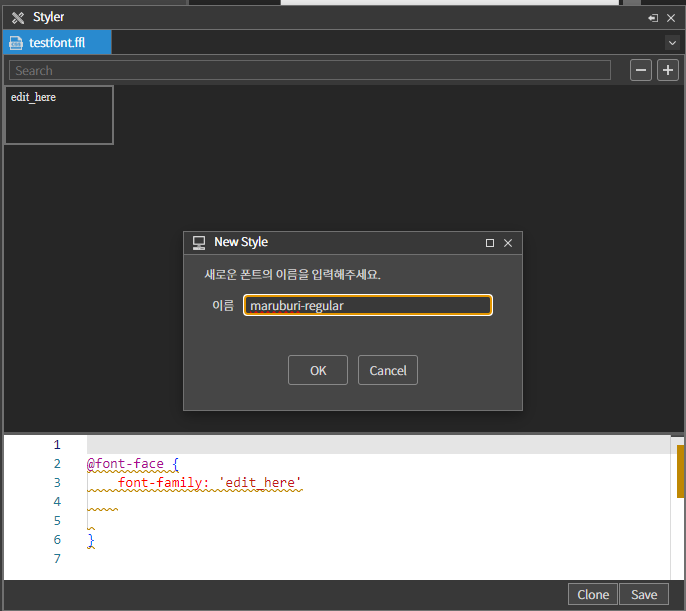 Styler
testfont.ffl
Search
edit_here
New Style
새로운 폰트의 이름을 입력해주세요.
이름 maruburi-regular
OK Cancel
1
2 @font-face {
3 font-family: 'edit_here'
4
5
6 }
7
Clone Save